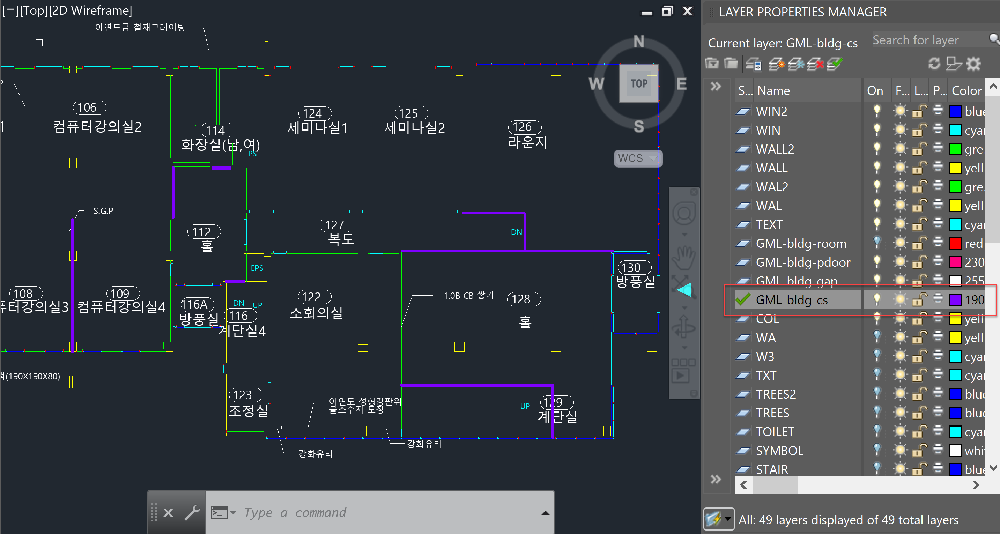 [−][Top][2D Wireframe]
아연도금 철재그레이팅
106
컴퓨터강의실2
114
화장실(남,여)
PS
124
세미나실1
125
세미나실2
126
라운지
N
W
TOP
E
S
WCS
S.G.P
112
홀
127
복도
DN
EPS
130
방풍실
108
퓨터강의실3
109
컴퓨터강의실4
116A
방풍실
DN
UP
116
계단실4
122
소회의실
1.0B CB 쌓기
128
홀
(190X190X80)
123
조정실
아연도 성형강판위
불소수지 도장
UP
129
계단실
강화유리
강화유리
Type a command
LAYER PROPERTIES MANAGER
Current layer: GML-bldg-cs
Search for layer
S... Name On F... L... P... Color
WIN2 blue
WIN cyan
WALL2 gre...
WALL yell
WAL2 gre...
WAL yell
TEXT cyan
GML-bldg-room red
GML-bldg-pdoor 230
GML-bldg-gap 255
GML-bldg-cs 190
COL yell
WA yell
W3 cyan
TXT cyan
TREES2 blue
TREES blue
TOILET cyan
SYMBOL whi
STAIR blue
All: 49 layers displayed of 49 total layers